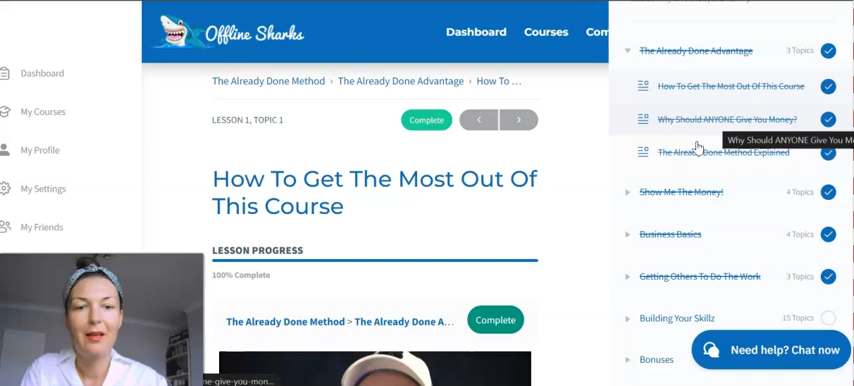 Offline Sharks
Dashboard Courses Com
Dashboard
My Courses
My Profile
My Settings
My Friends
The Already Done Method > The Already Done Advantage > How To …
LESSON 1, TOPIC 1
Complete
How To Get The Most Out Of
This Course
LESSON PROGRESS
100% Complete
The Already Done Method > The Already Done A…
Complete
ne-give-you-mon...
The Already Done Advantage 3 Topics
How To Get The Most Out Of This Course
Why Should ANYONE Give You Money?
Why Should ANYONE Give You M
The Already Done Method Explained
Show Me The Money! 4 Topics
Business Basics 4 Topics
Getting Others To Do The Work 3 Topics
Building Your Skillz 15 Topics
Bonuses
Need help? Chat now